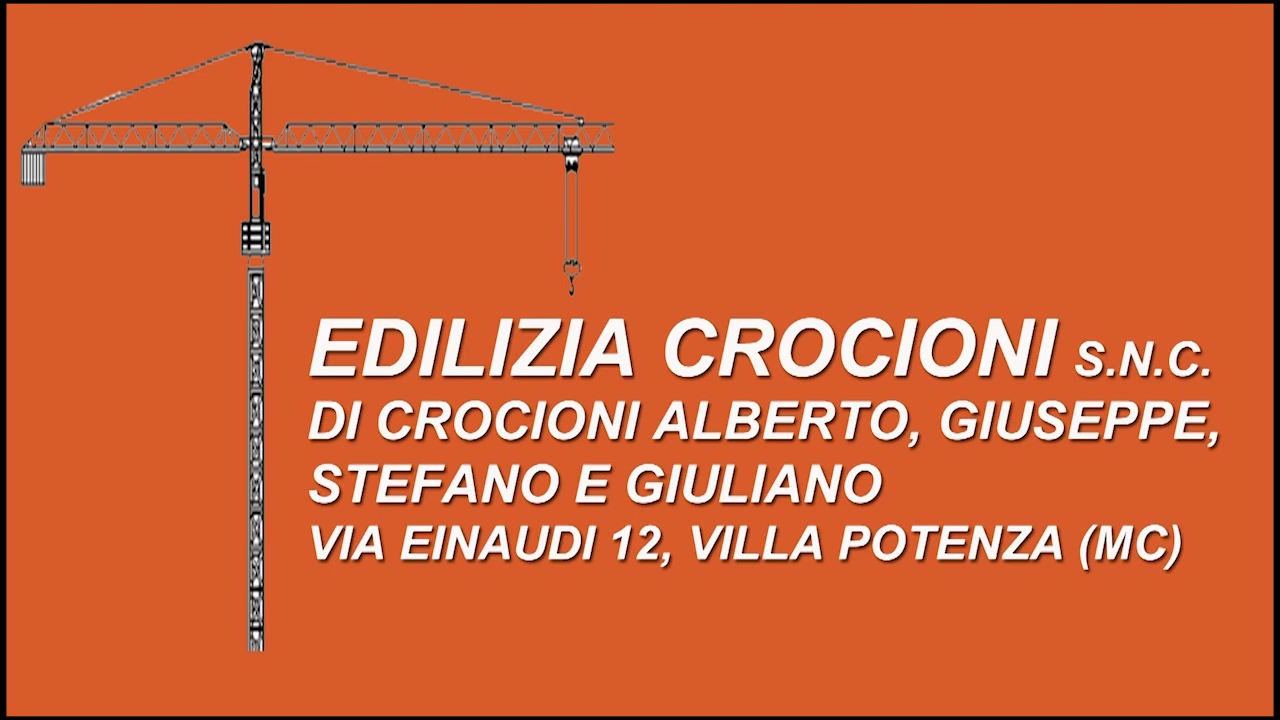 EDILIZIA CROCIONI S.N.C.
DI CROCIONI ALBERTO, GIUSEPPE,
STEFANO E GIULIANO
VIA EINAUDI 12, VILLA POTENZA (MC)